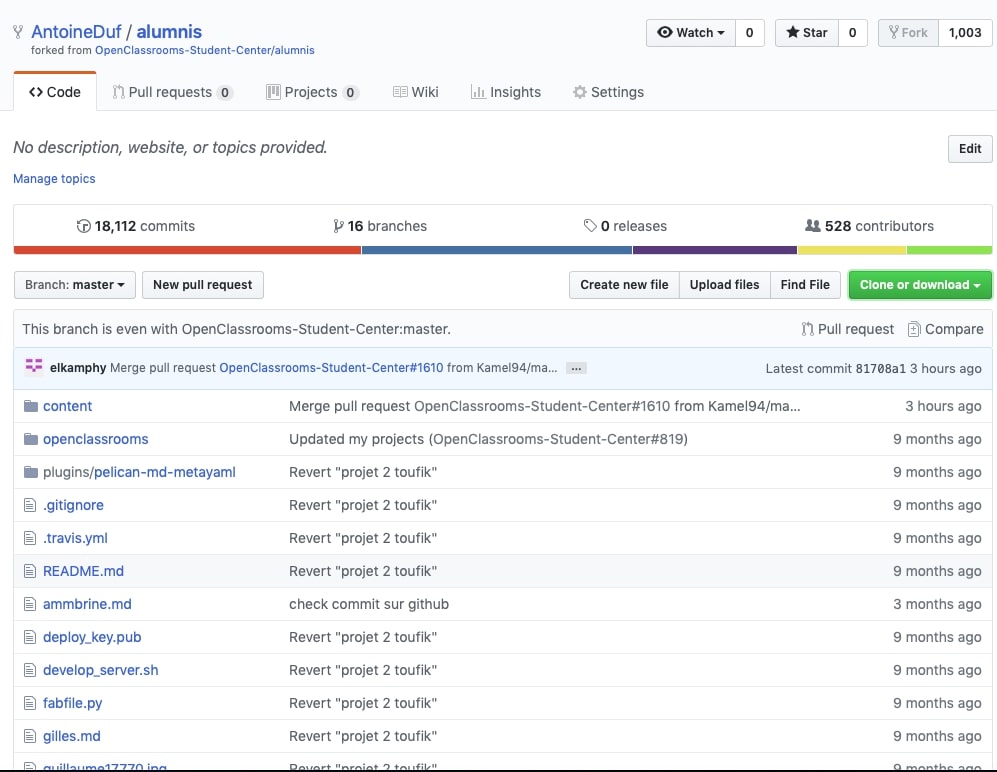 AntoineDuf / alumnis
Watch 0 Star 0 Fork 1,003
forked from OpenClassrooms-Student-Center/alumnis
Code Pull requests 0 Projects 0 Wiki Insights Settings
No description, website, or topics provided.
Edit
Manage topics
18,112 commits 16 branches 0 releases 528 contributors
Branch: master New pull request Create new file Upload files Find File Clone or download
This branch is even with OpenClassrooms-Student-Center:master. Pull request Compare
elkamphy Merge pull request OpenClassrooms-Student-Center#1610 from Kamel94/ma... ... Latest commit 81708a1 3 hours ago
content Merge pull request OpenClassrooms-Student-Center#1610 from Kamel94/ma... 3 hours ago
openclassrooms Updated my projects (OpenClassrooms-Student-Center#819) 9 months ago
plugins/pelican-md-metayaml Revert "projet 2 toufik" 9 months ago
.gitignore Revert "projet 2 toufik" 9 months ago
.travis.yml Revert "projet 2 toufik" 9 months ago
README.md Revert "projet 2 toufik" 9 months ago
ammbrine.md check commit sur github 3 months ago
deploy_key.pub Revert "projet 2 toufik" 9 months ago
develop_server.sh Revert "projet 2 toufik" 9 months ago
fabfile.py Revert "projet 2 toufik" 9 months ago
gilles.md Revert "projet 2 toufik" 9 months ago
guillaume17770.jpg Revert "projet 2 toufik" 9 months ago